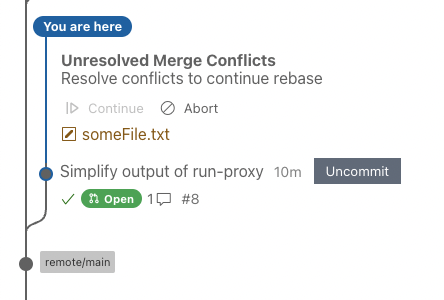 You are here
Unresolved Merge Conflicts
Resolve conflicts to continue rebase
Continue Abort
someFile.txt
Simplify output of run-proxy 10m Uncommit
Open 1 #8
remote/main